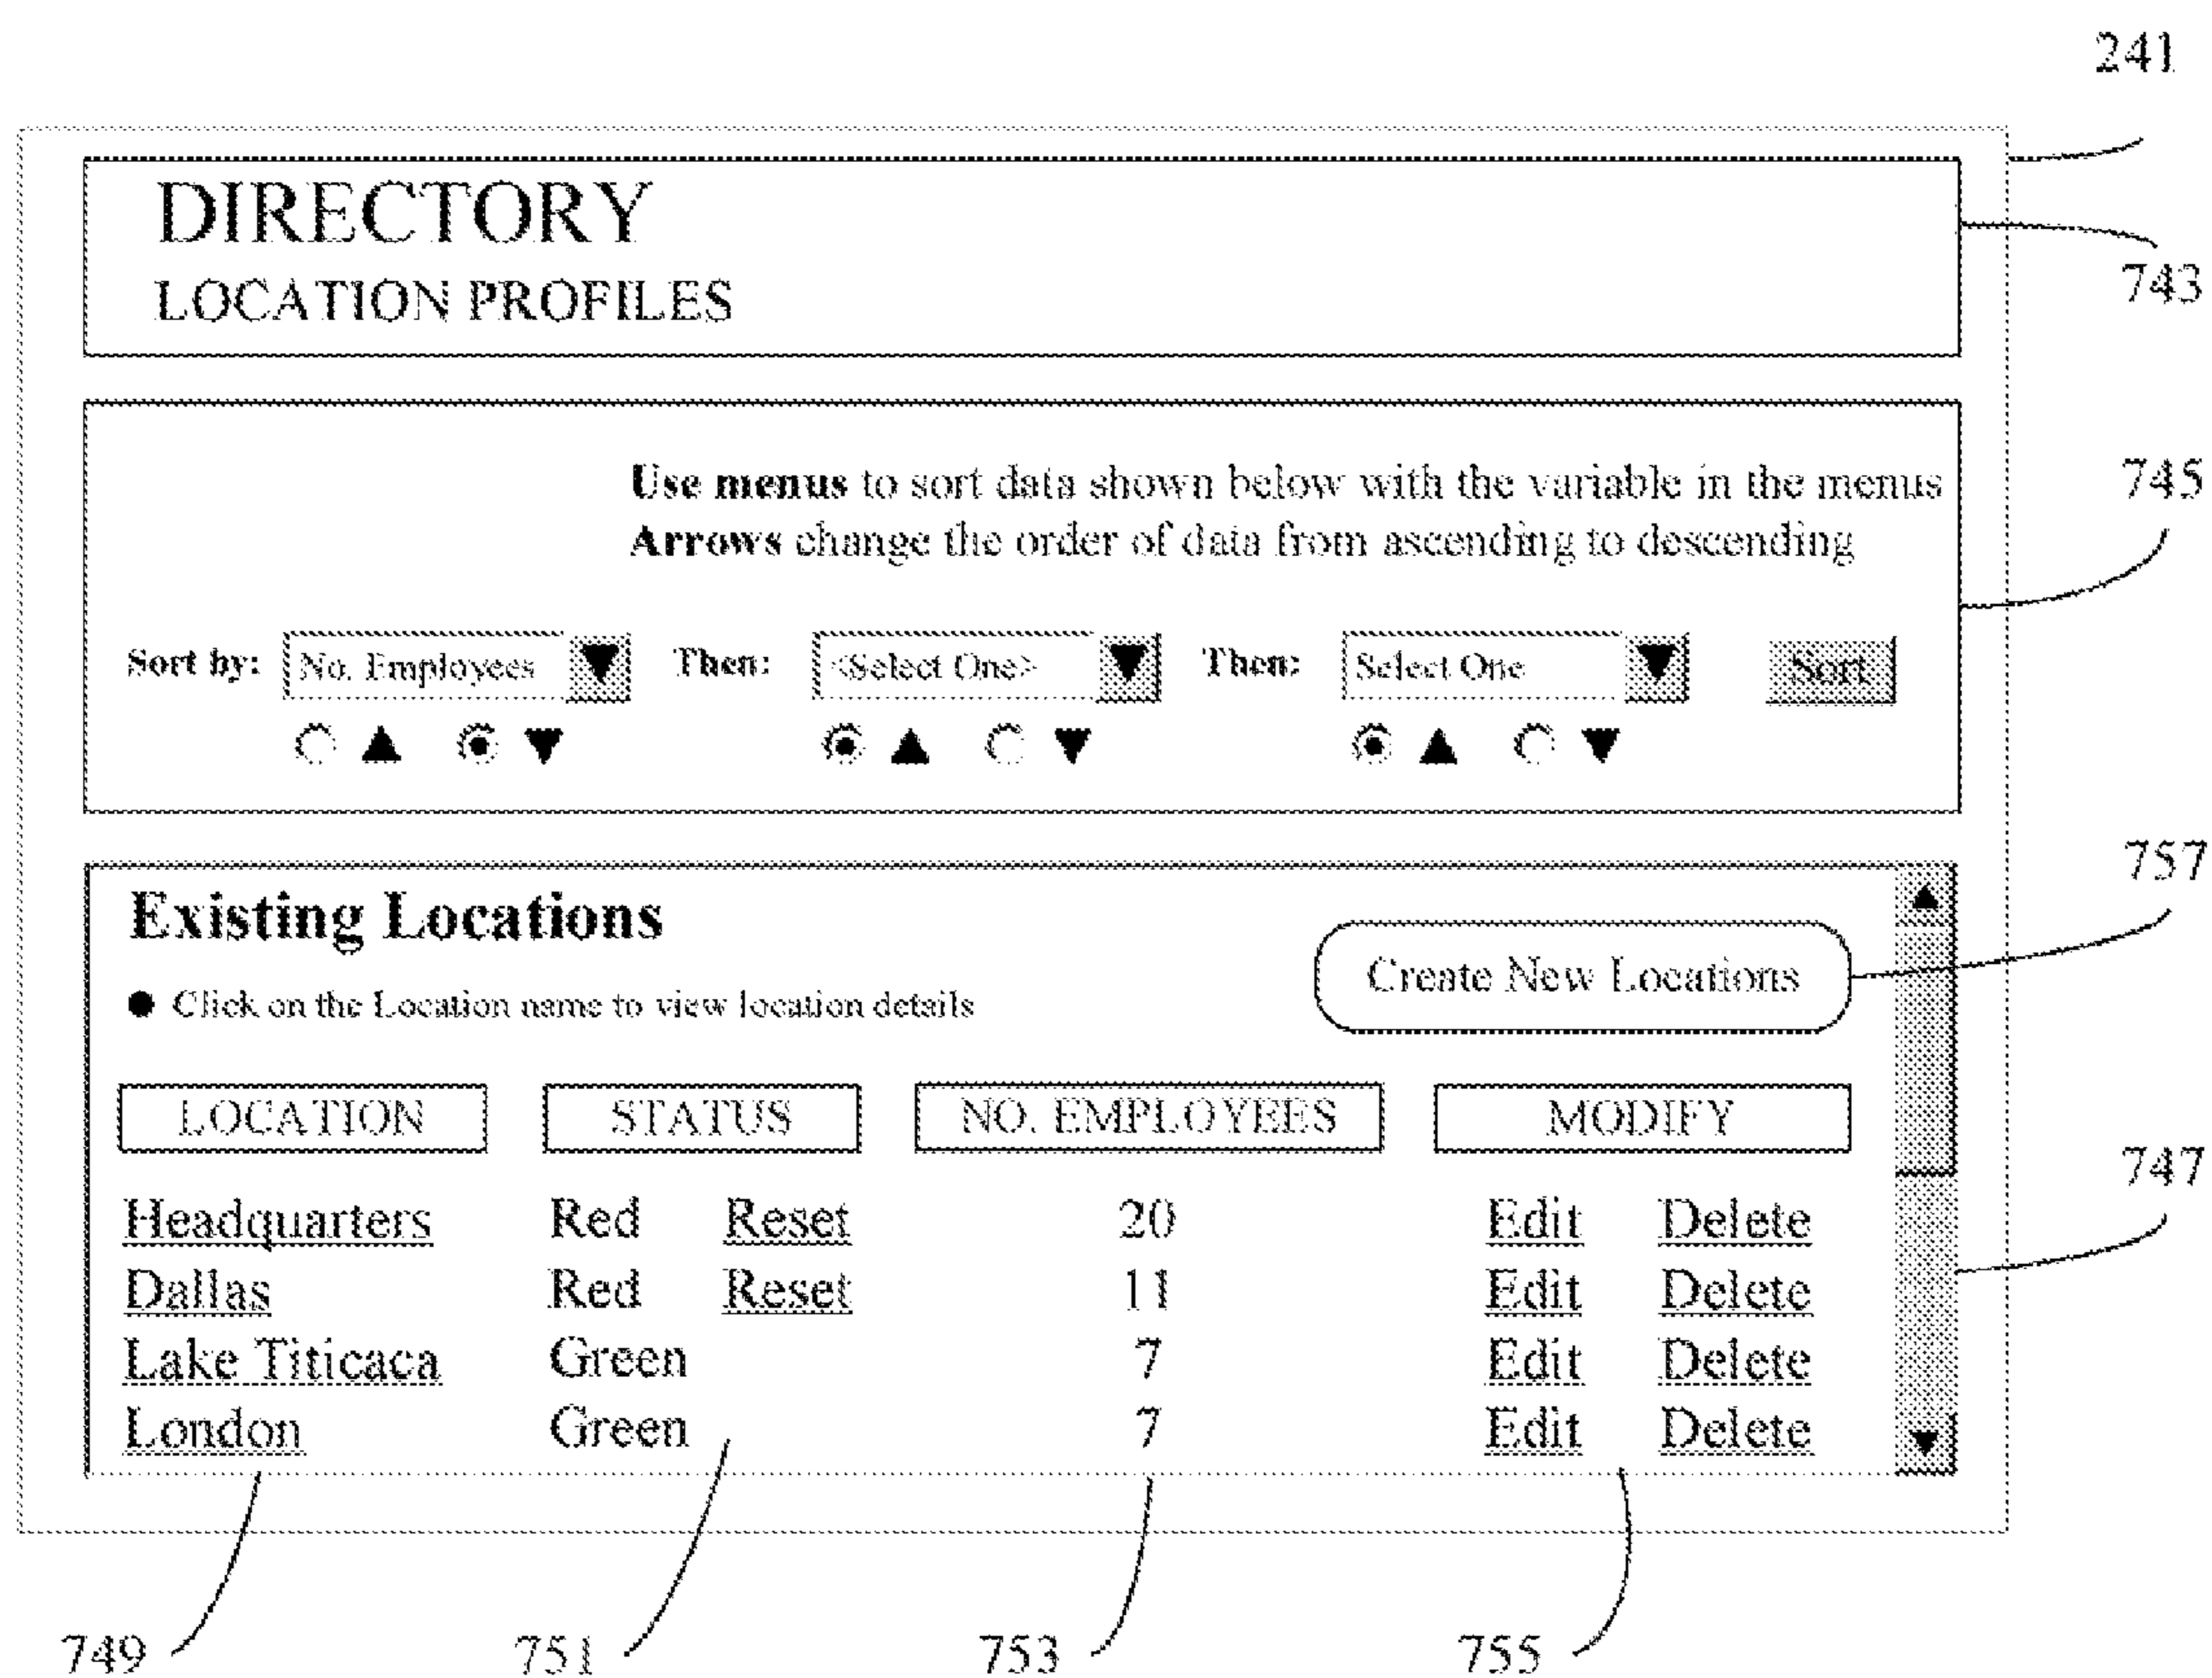 241
DIRECTORY
LOCATION PROFILES
743
Use menus to sort data shown below with the variable in the menus
745
Arrows change the order of data from ascending to descending
Sort by: No. Employees Then: <Select One> Then: Select One Sort
757
Existing Locations
Create New Locations
● Click on the Location name to view location details
LOCATION STATUS NO. EMPLOYEES MODIFY
747
Headquarters Red Reset 20 Edit Delete
Dallas Red Reset 11 Edit Delete
Lake Titicaca Green 7 Edit Delete
London Green 7 Edit Delete
749 751 753 755